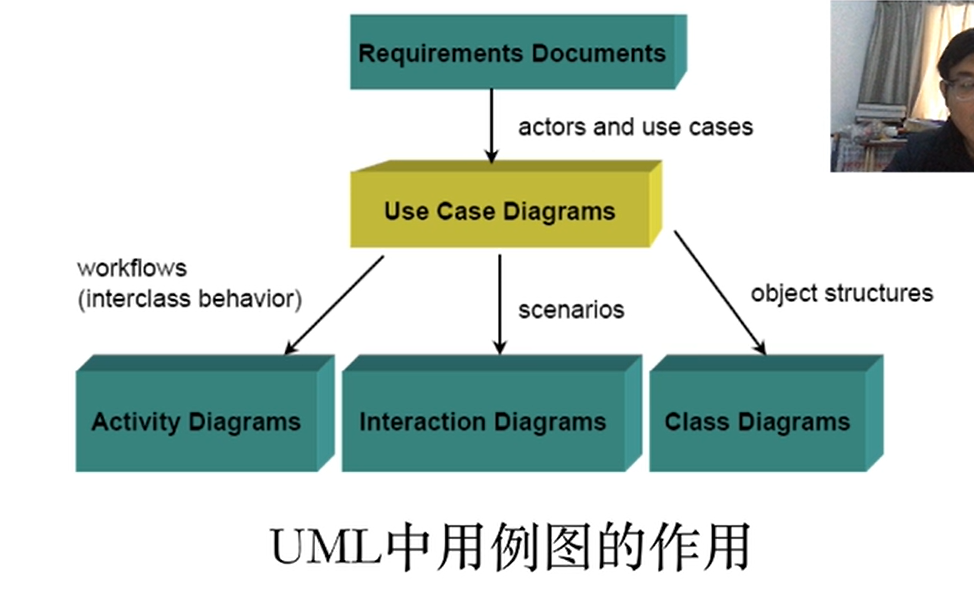 Requirements Documents
actors and use cases
Use Case Diagrams
workflows
(interclass behavior)
scenarios
object structures
Activity Diagrams
Interaction Diagrams
Class Diagrams
UML中用例图的作用